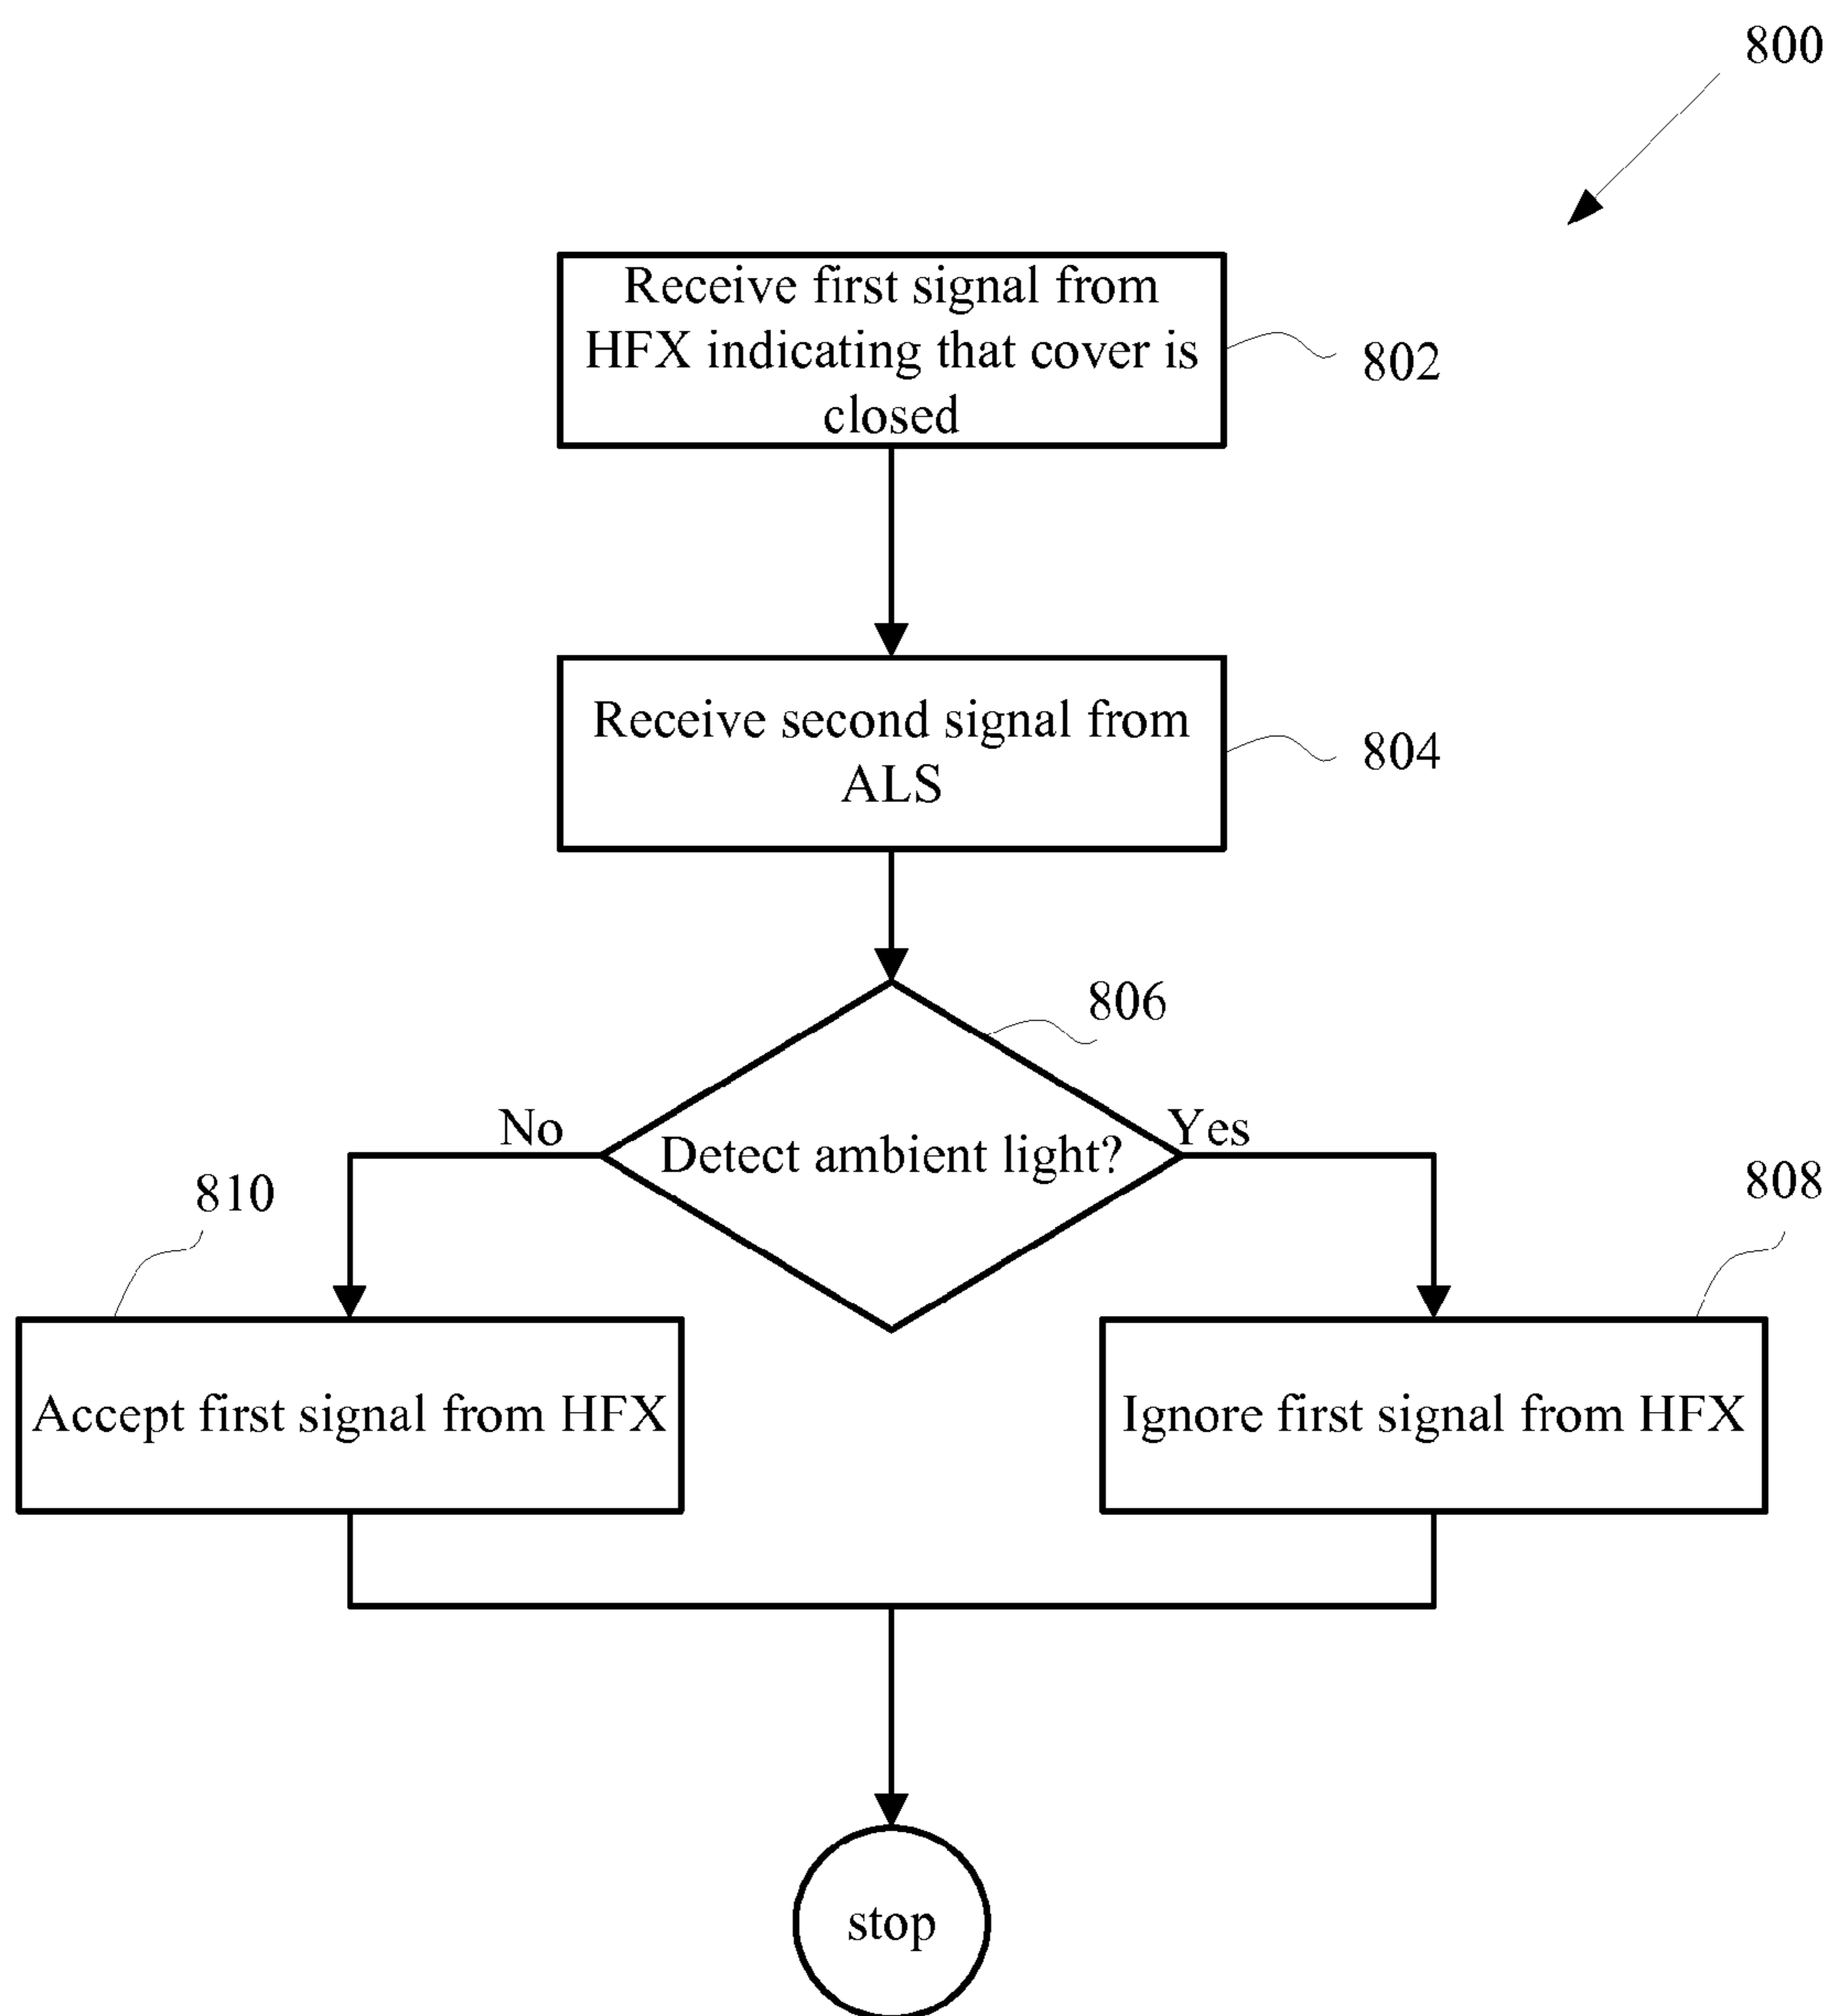 800
Receive first signal from
HFX indicating that cover is
closed
802
Receive second signal from
ALS
804
806
No
Detect ambient light?
Yes
810
808
Accept first signal from HFX
Ignore first signal from HFX
stop